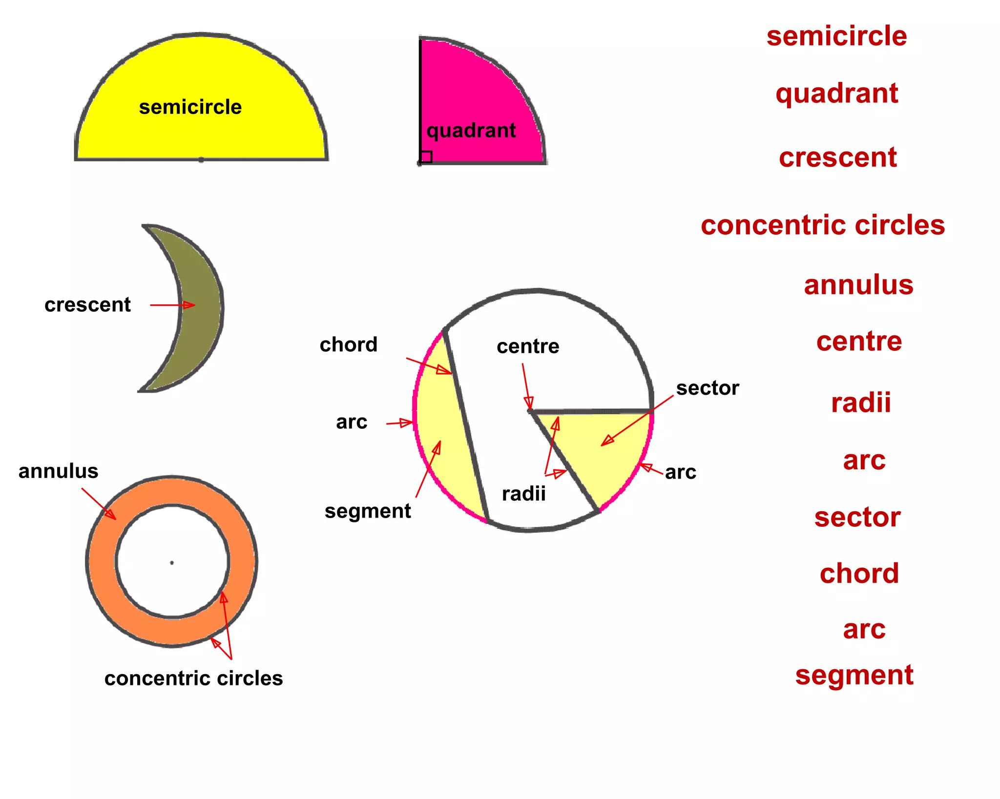 semicircle
quadrant
crescent
chord
centre
sector
arc
arc
radii
segment
annulus
concentric circles
semicircle
quadrant
crescent
concentric circles
annulus
centre
radii
arc
sector
chord
arc
segment